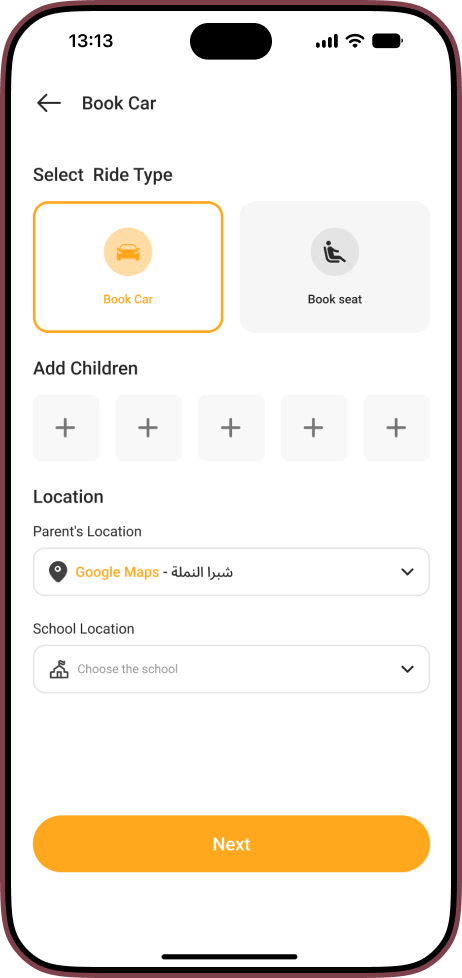 13:13
Book Car
Select Ride Type
Book Car
Book seat
Add Children
Location
Parent's Location
Google Maps - شبرا النملة
School Location
Choose the school
Next